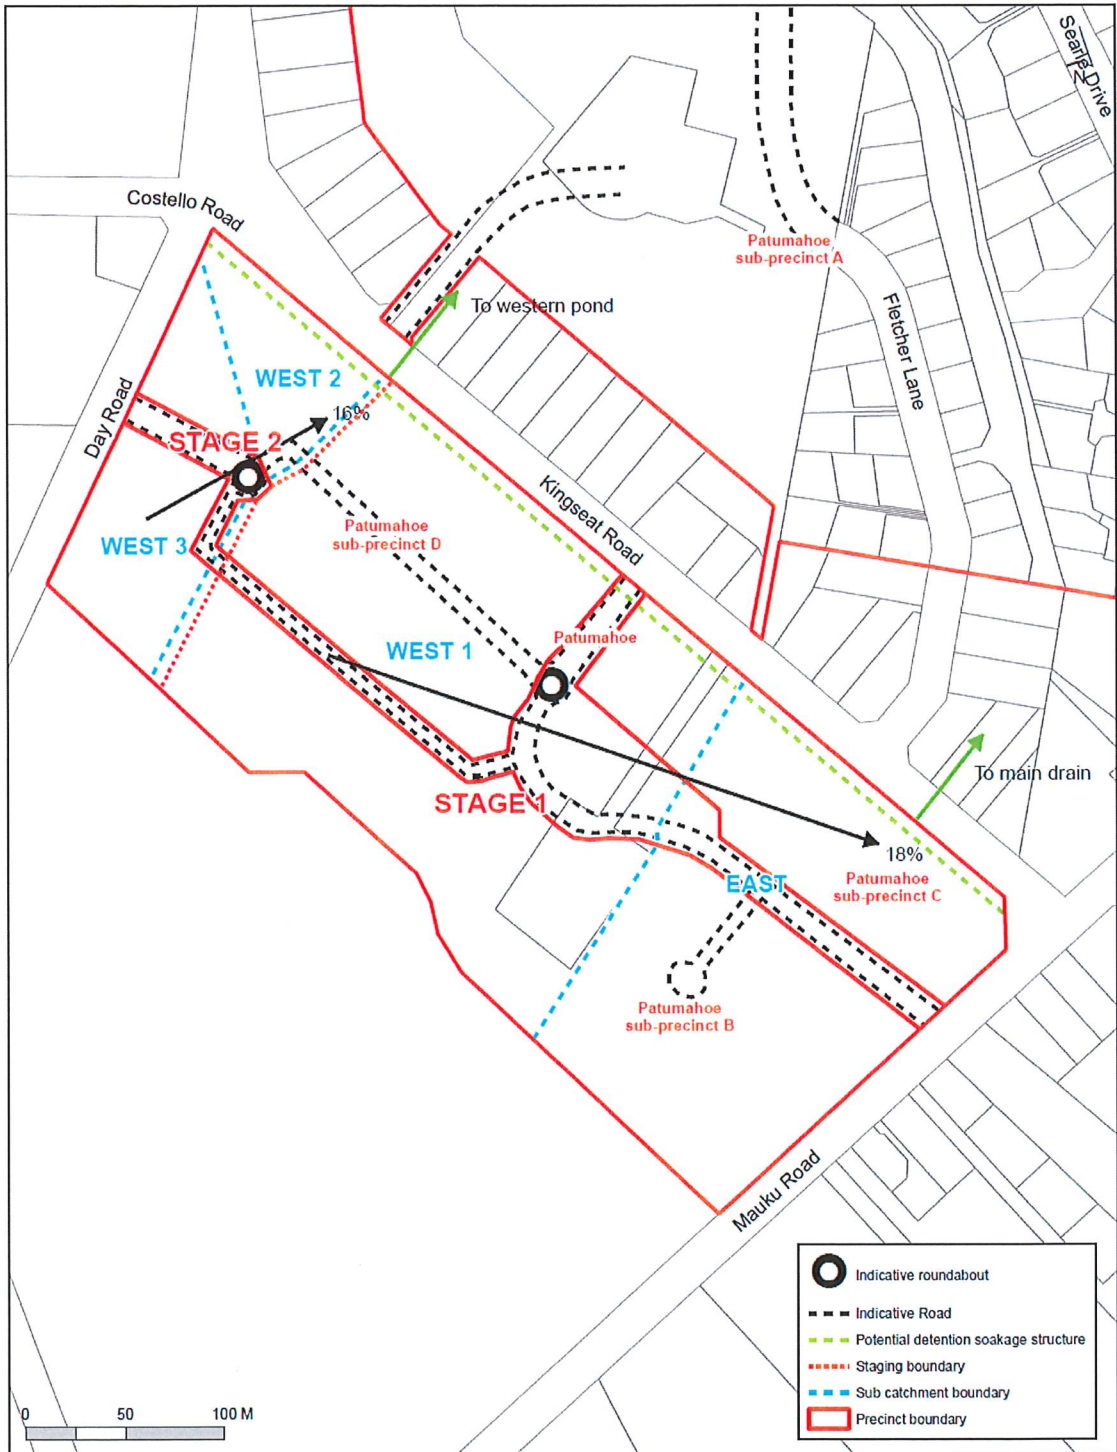 Searle Drive
Costello Road
Patumahoe
sub-precinct A
To western pond
Fletcher Lane
WEST 2
16%
Day Road
STAGE 2
Kingseat Road
Patumahoe
sub-precinct D
WEST 3
Patumahoe
WEST 1
To main drain
STAGE 1
18%
Patumahoe
sub-precinct C
EAST
Patumahoe
sub-precinct B
Mauku Road
Indicative roundabout
Indicative Road
Potential detention soakage structure
Staging boundary
Sub catchment boundary
Precinct boundary
0 50 100 M